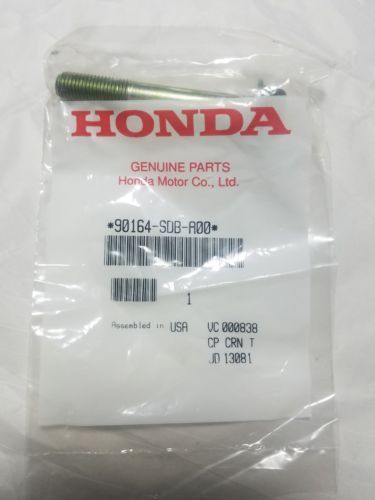 HONDA
GENUINE PARTS
Honda Motor Co., Ltd.
*90164-SDB-A00*
1
Assembled in USA VC 000838
CP CRN T
JD 13081